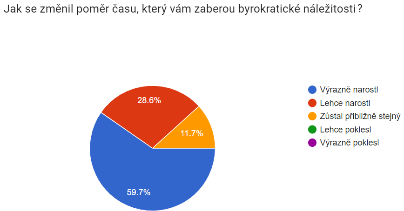 Jak se změnil poměr času, který vám zaberou byrokratické náležitosti?
28.6%
11.7%
59.7%
Výrazně narostl
Lehce narostl
Zůstal přibližně stejný
Lehce poklesl
Výrazně poklesl